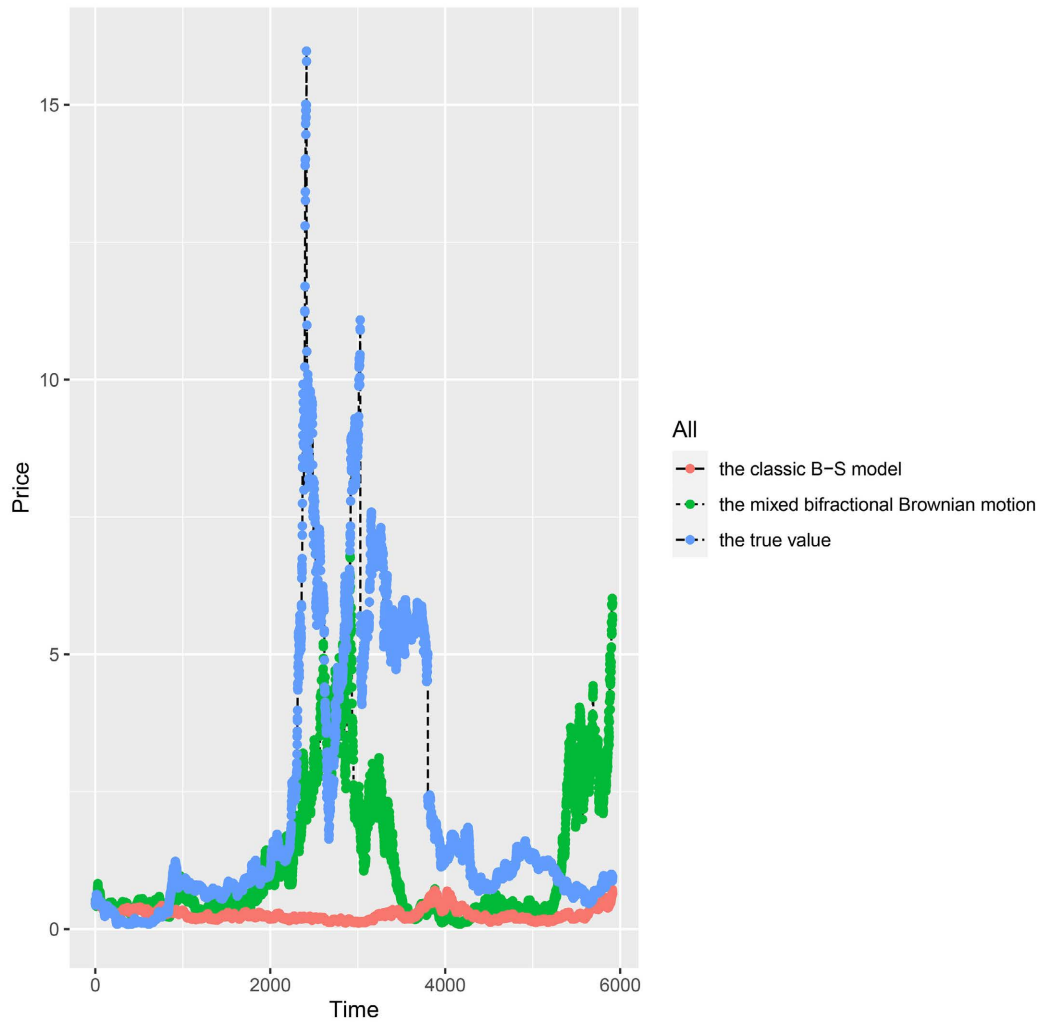 15
10
5
0
Price
0
2000
4000
6000
Time
All
the classic B−S model
the mixed bifractional Brownian motion
the true value